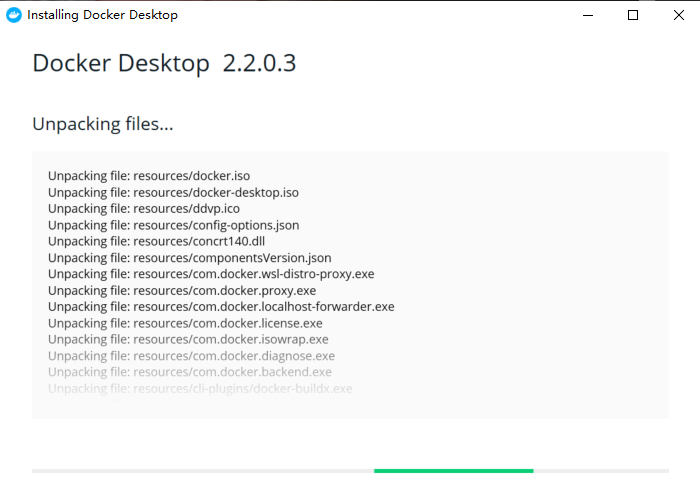 Installing Docker Desktop
Docker Desktop 2.2.0.3
Unpacking files...
Unpacking file: resources/docker.iso
Unpacking file: resources/docker-desktop.iso
Unpacking file: resources/ddvp.ico
Unpacking file: resources/config-options.json
Unpacking file: resources/concrt140.dll
Unpacking file: resources/componentsVersion.json
Unpacking file: resources/com.docker.wsl-distro-proxy.exe
Unpacking file: resources/com.docker.proxy.exe
Unpacking file: resources/com.docker.localhost-forwarder.exe
Unpacking file: resources/com.docker.license.exe
Unpacking file: resources/com.docker.isowrap.exe
Unpacking file: resources/com.docker.diagnose.exe
Unpacking file: resources/com.docker.backend.exe
Unpacking file: resources/cli-plugins/docker-buildx.exe